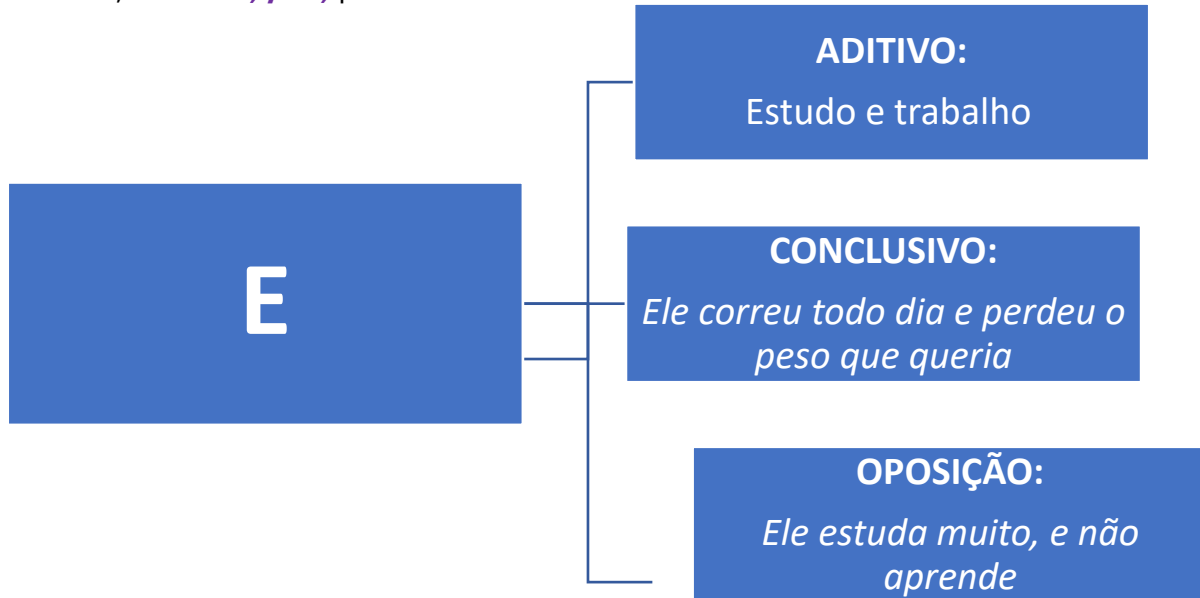 E
ADITIVO:
Estudo e trabalho
CONCLUSIVO:
Ele correu todo dia e perdeu o
peso que queria
OPOSIÇÃO:
Ele estuda muito, e não
aprende